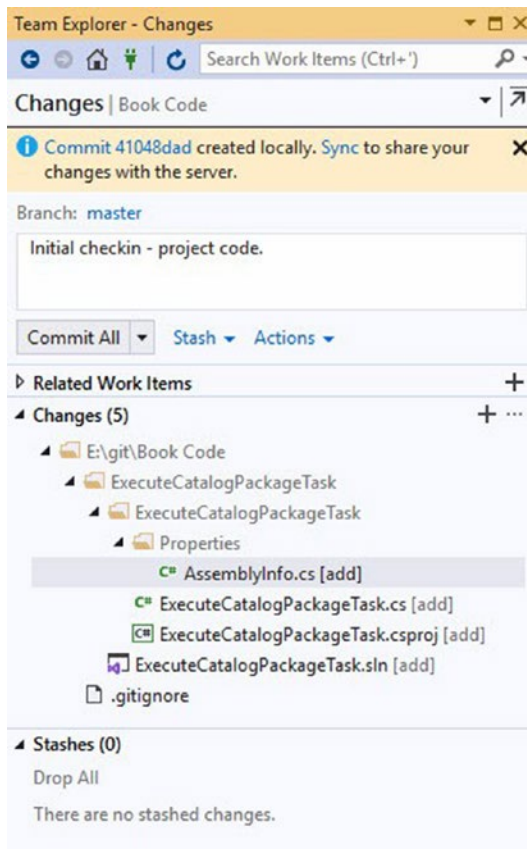 Team Explorer - Changes
Search Work Items (Ctrl+')
Changes | Book Code
Commit 41048dad created locally. Sync to share your
changes with the server.
Branch: master
Initial checkin - project code.
Commit All Stash Actions
Related Work Items
Changes (5)
E:\git\Book Code
ExecuteCatalogPackageTask
ExecuteCatalogPackageTask
Properties
C# AssemblyInfo.cs [add]
C# ExecuteCatalogPackageTask.cs [add]
C# ExecuteCatalogPackageTask.csproj [add]
ExecuteCatalogPackageTask.sln [add]
.gitignore
Stashes (0)
Drop All
There are no stashed changes.